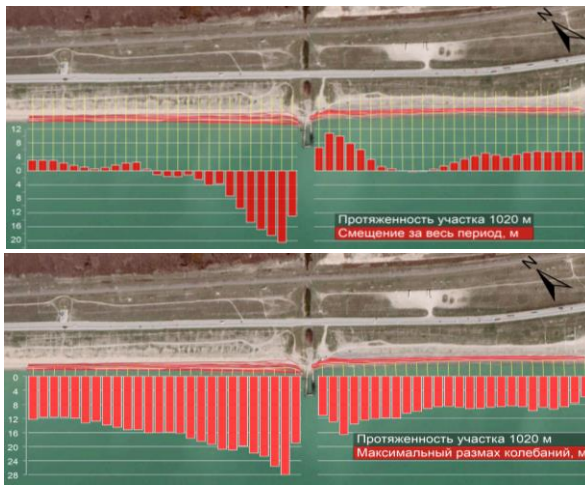 N
12
8
4
0
4
8
12
16
20
Протяженность участка 1020 м
Смещение за весь период, м
N
0
4
8
12
16
20
24
28
Протяженность участка 1020 м
Максимальный размах колебаний, м